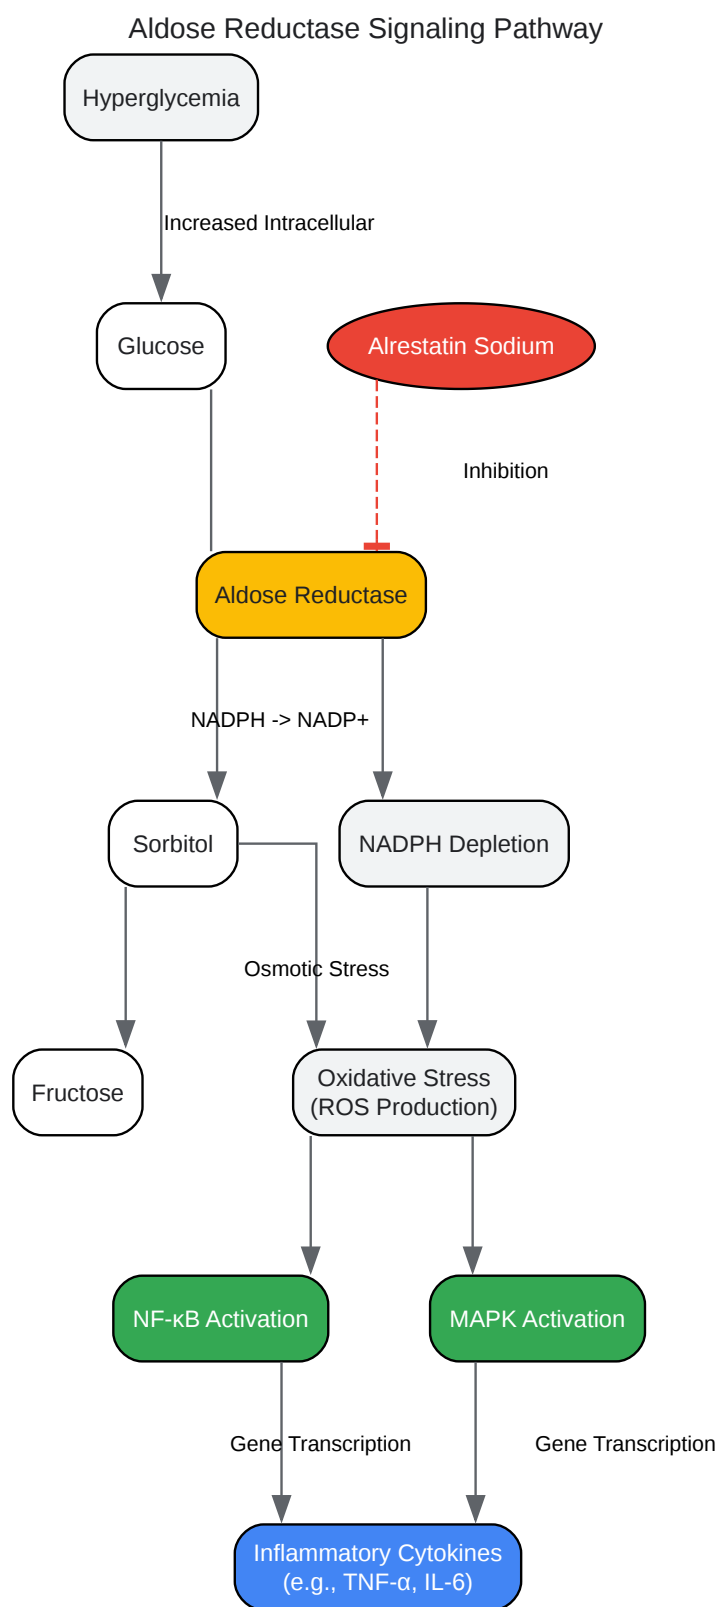 Aldose Reductase Signaling Pathway
Hyperglycemia
Increased Intracellular
Glucose
Alrestatin Sodium
Inhibition
Aldose Reductase
NADPH -> NADP+
Sorbitol
NADPH Depletion
Osmotic Stress
Fructose
Oxidative Stress
(ROS Production)
NF-κB Activation
MAPK Activation
Gene Transcription
Gene Transcription
Inflammatory Cytokines
(e.g., TNF-α, IL-6)